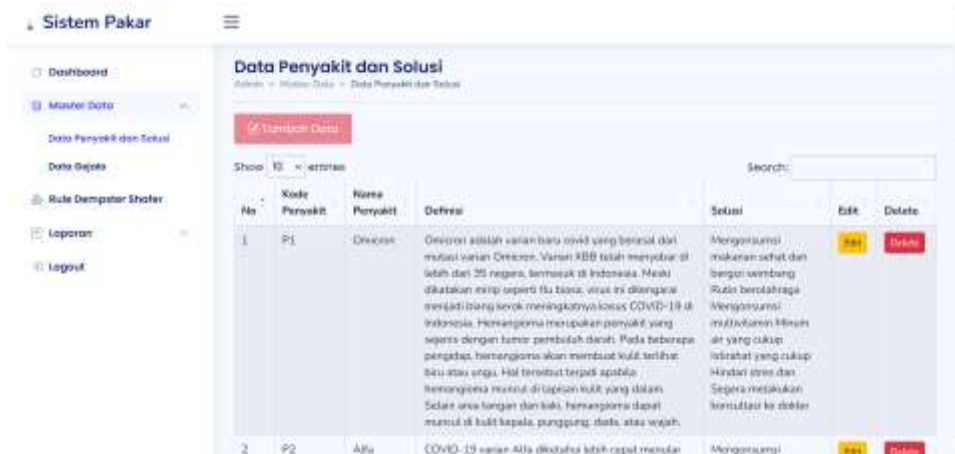 Sistem Pakar
Data Penyakit dan Solusi
Admin > Master Data > Data Penyakit dan Solusi
Dashboard
Master Data
Data Penyakit dan Solusi
Data Gejala
Rule Dempster Shafer
Laporan
Logout
Tambah Data
Show 10 entries
Search:
No Kode Penyakit Nama Penyakit Definisi Solusi Edit Delete
1 P1 Omicron
Omicron adalah varian baru covid yang berasal dari
mutasi varian Omicron. Varian XBB telah menyebar di
lebih dari 35 negara, termasuk di Indonesia. Meski
dikatakan mirip seperti flu biasa, virus ini
menjadi biang kerok meningkatnya kasus COVID-19 di
Indonesia. Hemangioma merupakan penyakit yang
sejenis dengan tumor pembuluh darah. Pada beberapa
pengidap, hemangioma akan membuat kulit terlihat
biru atau ungu. Hal tersebut terjadi apabila
hemangioma muncul di lapisan kulit yang dalam.
Selain area tangan dan kaki, hemangioma dapat
muncul di kulit kepala, punggung, dada, atau wajah.
Mengonsumsi
makanan sehat dan
bergizi seimbang
Rutin berolahraga
Mengonsumsi
multivitamin Minum
air yang cukup
Istirahat yang cukup
Hindari stres dan
Segera melakukan
konsultasi ke dokter
Edit
Delete
2 P2 Alfa
COVID-19 varian Alfa diketahui lebih cepat menular
Mengonsumsi
Edit
Delete